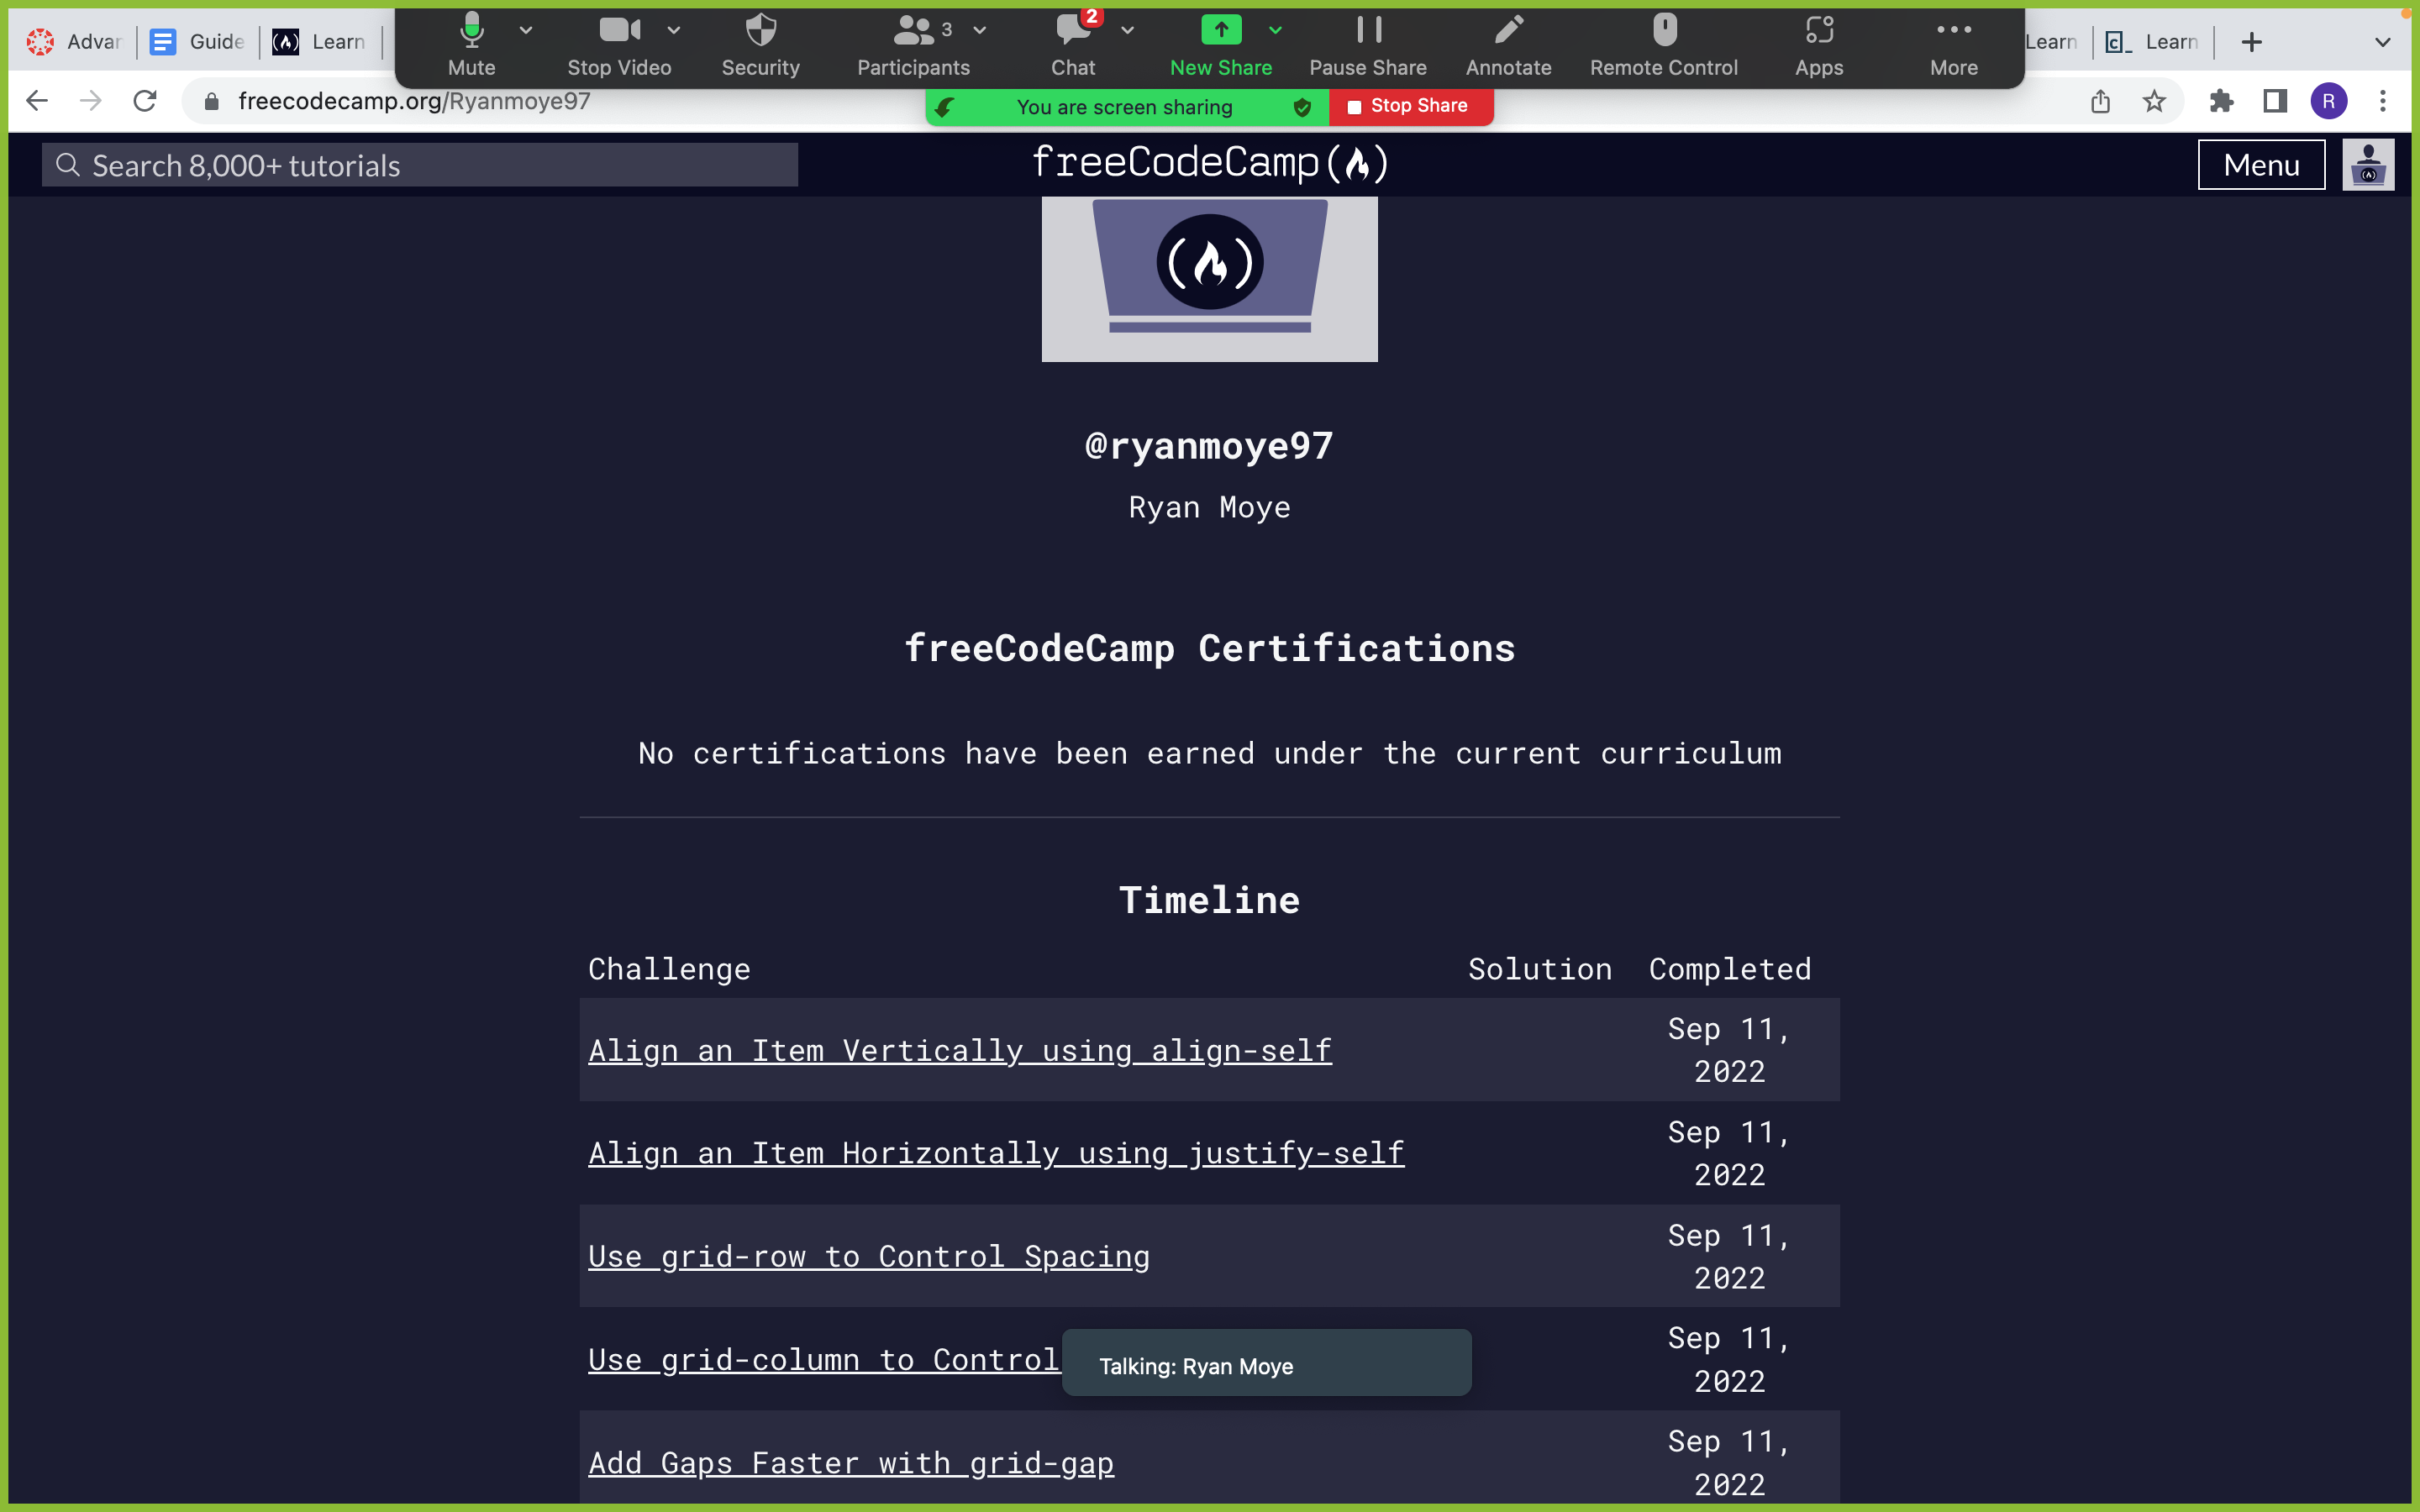 Advar
Guide
Learn
Mute
Stop Video
Security
Participants
3
Chat
2
New Share
Pause Share
Annotate
Remote Control
Apps
More
Learn
Learn
freecodecamp.org/Ryanmoye97
You are screen sharing
Stop Share
R
Search 8,000+ tutorials
freeCodeCamp
Menu
@ryanmoye97
Ryan Moye
freeCodeCamp Certifications
No certifications have been earned under the current curriculum
Timeline
Challenge Solution Completed
Align an Item Vertically using align-self
Sep 11,
2022
Align an Item Horizontally using justify-self
Sep 11,
2022
Use grid-row to Control Spacing
Sep 11,
2022
Use grid-column to Control
Sep 11,
2022
Talking: Ryan Moye
Add Gaps Faster with grid-gap
Sep 11,
2022